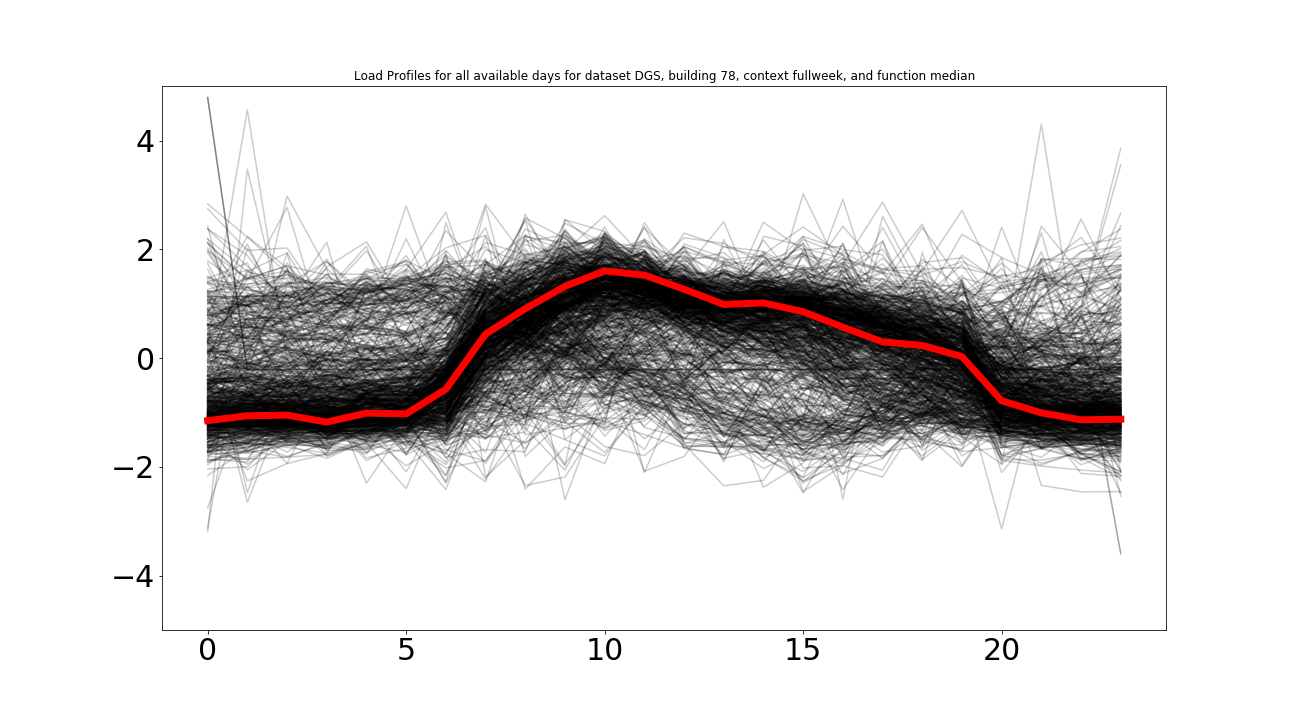 Load Profiles for all available days for dataset DGS, building 78, context fullweek, and function median
4
2
0
−2
−4
0 5 10 15 20